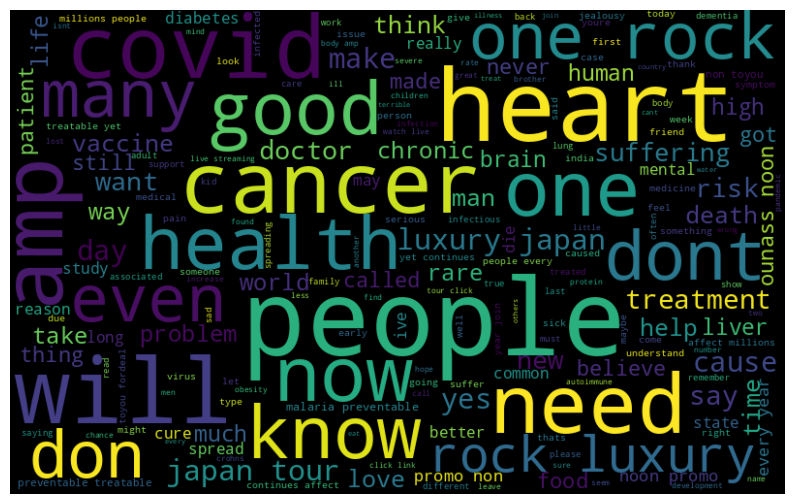 millions people
diabetes
covid
think
give
illness
back
join
jealousy
today
dementia
one rock
life
many
look
infected
work
mind
isnt
issue
make
really
youre
first
case
thank
non toyou
symptom
body amp
severe
never
human
patient
good
made
care
ill
rate
great
treat
brother
country
cant
heart
high
children
terrible
person
infection
watch live
said
body
week
friend
got
treatable yet
vaccine
lost
still
adult
support
live streaming
doctor
chronic
brain
lung
india
suffering
mental
pandemic
amp
want
kid
medical
cancer
may
man
one
medicine
risk
ounass noon
way
pain
found
serious
infectious
often
feel
death
something
little
day
health
spreading
another
luxury japan
die
caused
dont
study
someone
associated
increase
yet continues
people every
world
called
rare
treated
protein
reason
even
family
less
find
tour click
true
last
show
treatment
due
sad
people
ive
well
year join
others
two
take
long
problem
early
sick
must
maybe
help
liver
thing
read
toyou fordeal
virus
let
now
going
hope
suffer
new
common
believe
come
affect millions
number
understand
cause
will
men
type
obesity
call
malaria preventable
yes
need
autoimmune
remember
say
time
every year
saying
chance
might
cure
much
every
know
eat
better
thats
state
right
don
spread
crohns
click link
rock luxury
please
sure
noon promo
preventable treatable
japan tour
continues affect
love
different
leave
promo non
food
seem
development
name